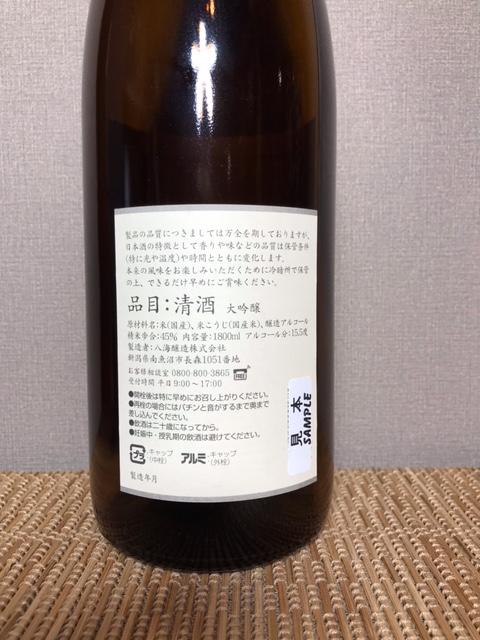 製品の品質につきましては万全を期しておりますが、
日本酒の特徴として香りや味などの品質は保管条件
(特に光や温度)や時間とともに変化します。
本来の風味をお楽しみいただくために冷暗所で保管
の上、できるだけ早めにご賞味ください。
品目：清酒 大吟醸
原材料名：米(国産)、米こうじ(国産米)、醸造アルコール
精米歩合：45% 内容量：1800ml アルコール分：15.5度
製造者：八海醸造株式会社
新潟県南魚沼市長森1051番地
お客様相談室 0800-800-3865
受付時間 平日 9:00〜17:00
●開栓後は特に早めにお召し上がりください。
●再栓の場合にはパチンと音がするまで奥まで
差し込んでください。
●飲酒は二十歳になってから。
●妊娠中・授乳期の飲酒は避けてください。
プラ キャップ(中栓) アルミ キャップ(外栓)
製造年月
見本
SAMPLE